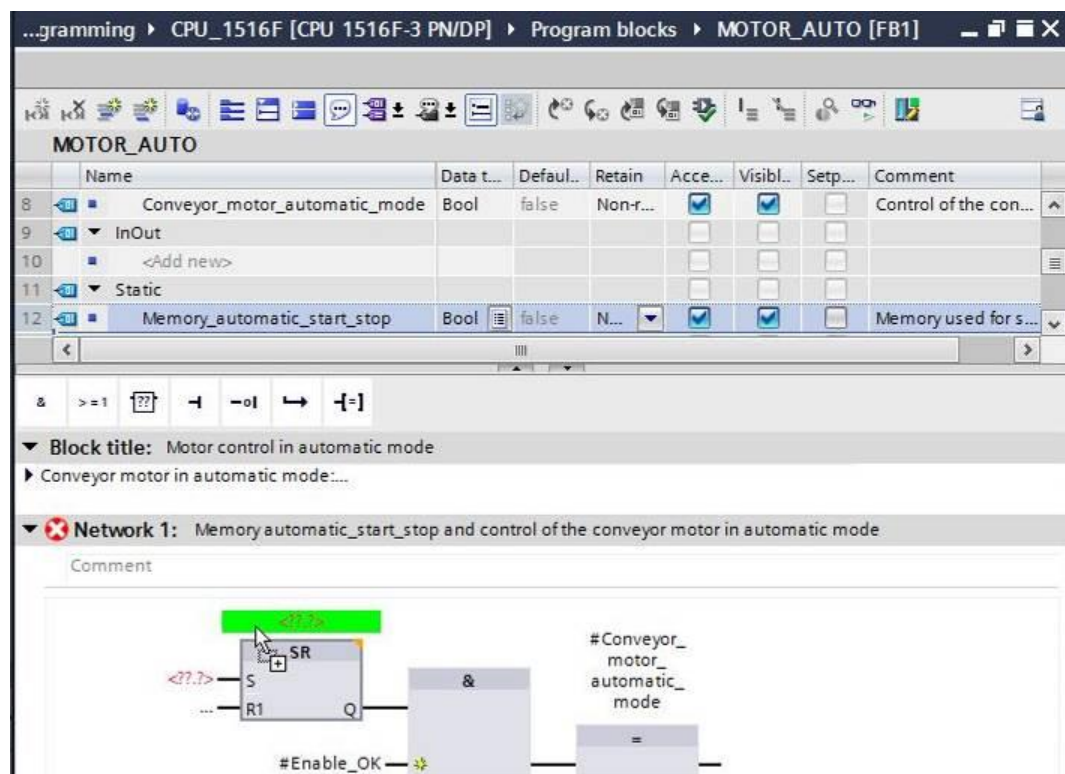 ...gramming ▸ CPU_1516F [CPU 1516F-3 PN/DP] ▸ Program blocks ▸ MOTOR_AUTO [FB1]
MOTOR_AUTO
Name Data t... Defaul.. Retain Acce... Visibl.. Setp... Comment
8 Conveyor_motor_automatic_mode Bool false Non-r... Control of the con...
9 InOut
10 <Add new>
11 Static
12 Memory_automatic_start_stop Bool false N... Memory used for s...
& >=1 ?? -| -o| -[=]
Block title: Motor control in automatic mode
Conveyor motor in automatic mode:...
Network 1: Memory automatic_start_stop and control of the conveyor motor in automatic mode
Comment
<??.?>
SR
#Conveyor_
motor_
automatic_
mode
<??.?> S
&
... R1 Q
=
#Enable_OK